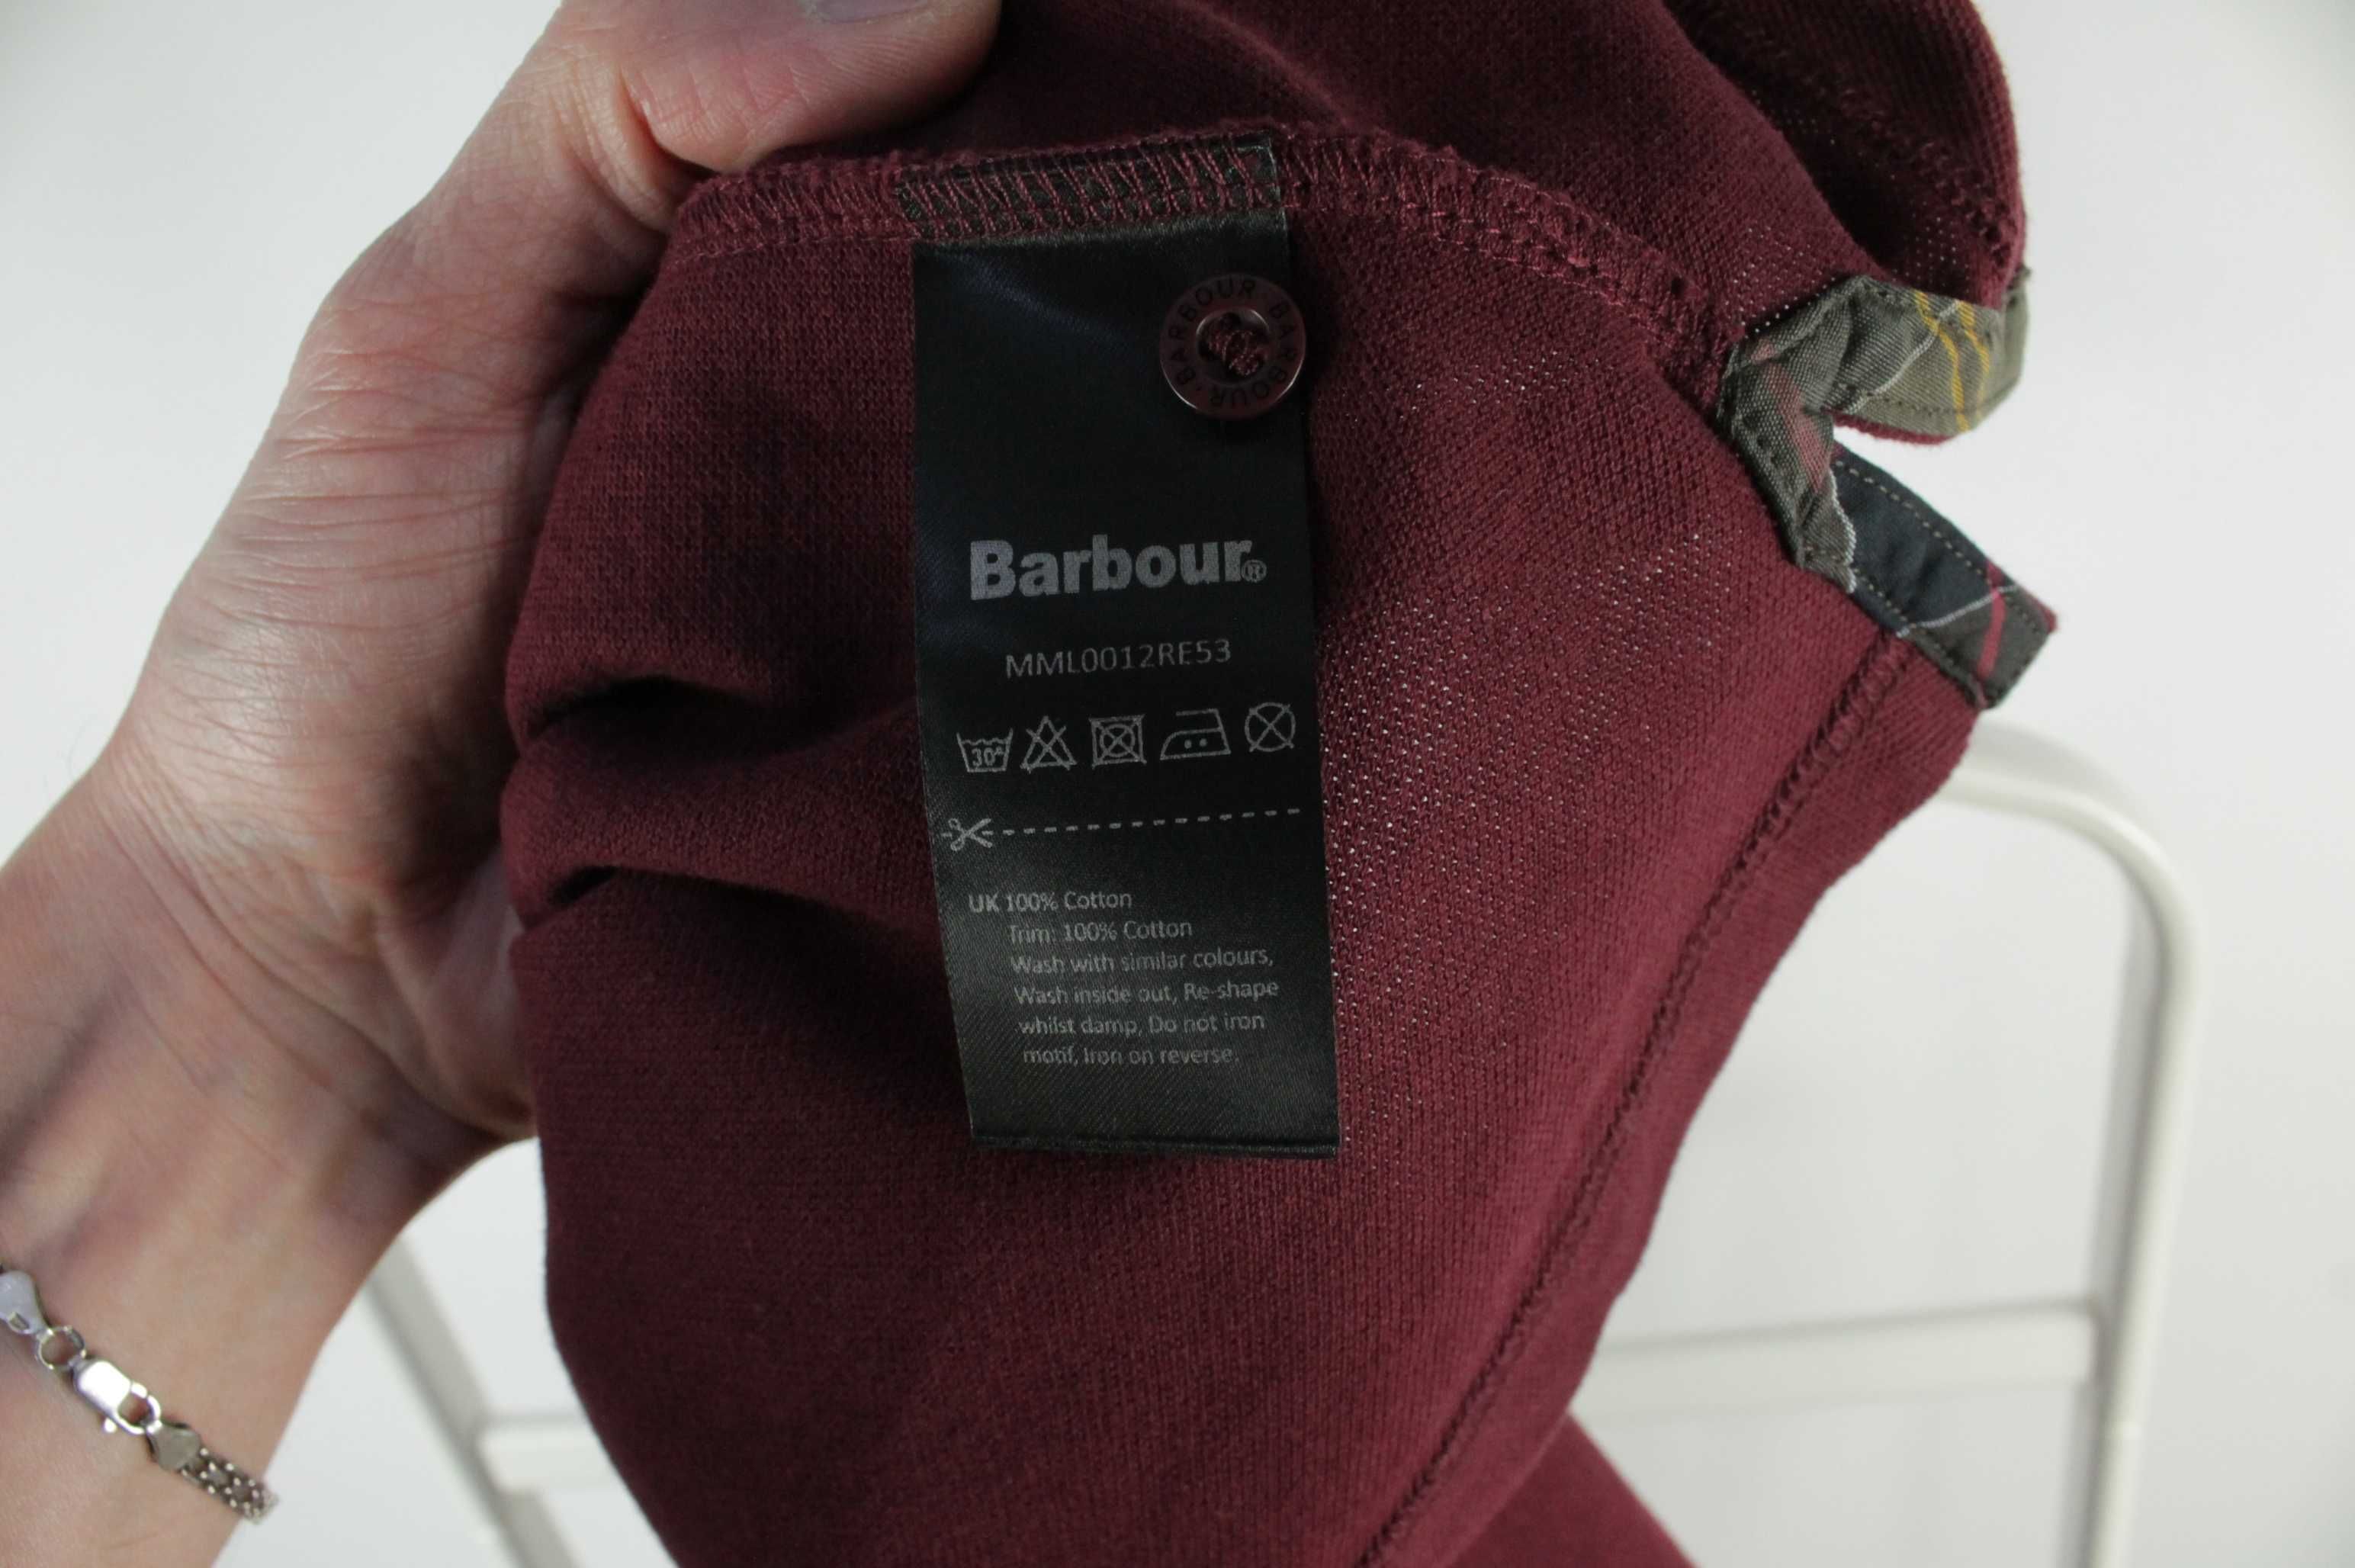 BARBOUR · BARBOUR ·
Barbour®
MML0012RE53
30°
UK 100% Cotton
Trim: 100% Cotton
Wash with similar colours,
Wash inside out, Re-shape
whilst damp, Do not iron
motif, Iron on reverse.